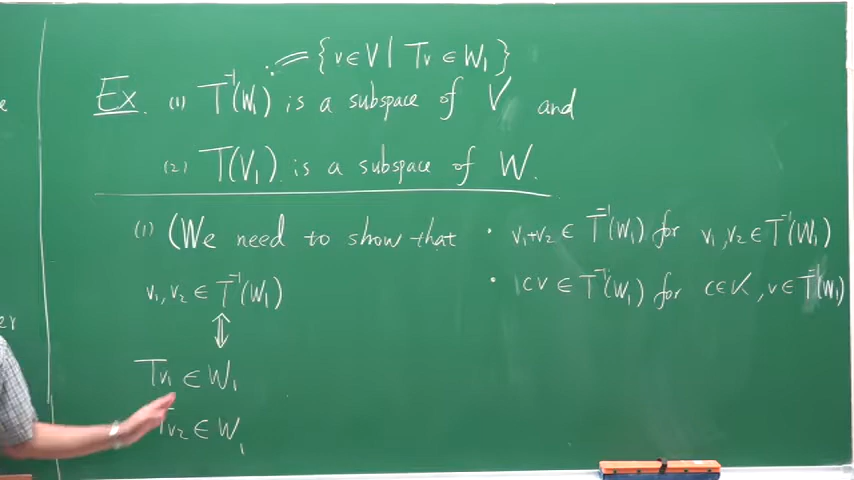 := {v∈V | Tv ∈ W₁}
Ex. (1) T⁻¹(W₁) is a subspace of V and
(2) T(V₁) is a subspace of W.
(1) (We need to show that • v₁+v₂ ∈ T⁻¹(W₁) for v₁,v₂ ∈ T⁻¹(W₁)
• cv ∈ T⁻¹(W₁) for c∈K, v∈T⁻¹(W₁)
v₁, v₂ ∈ T⁻¹(W₁)
⇕
Tv₁ ∈ W₁
Tv₂ ∈ W₁